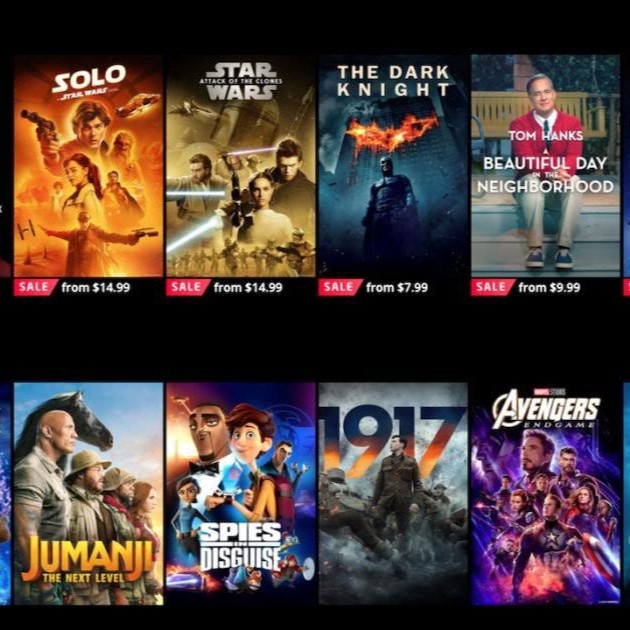 SOLO
A STAR WARS STORY
STAR
ATTACK OF THE CLONES
WARS
THE DARK
KNIGHT
TOM HANKS
A
BEAUTIFUL DAY
IN THE
NEIGHBORHOOD
SALE from $14.99
SALE from $14.99
SALE from $7.99
SALE from $9.99
JUMANJI
THE NEXT LEVEL
SPIES
IN
DISGUISE
1917
MARVEL STUDIOS
AVENGERS
ENDGAME